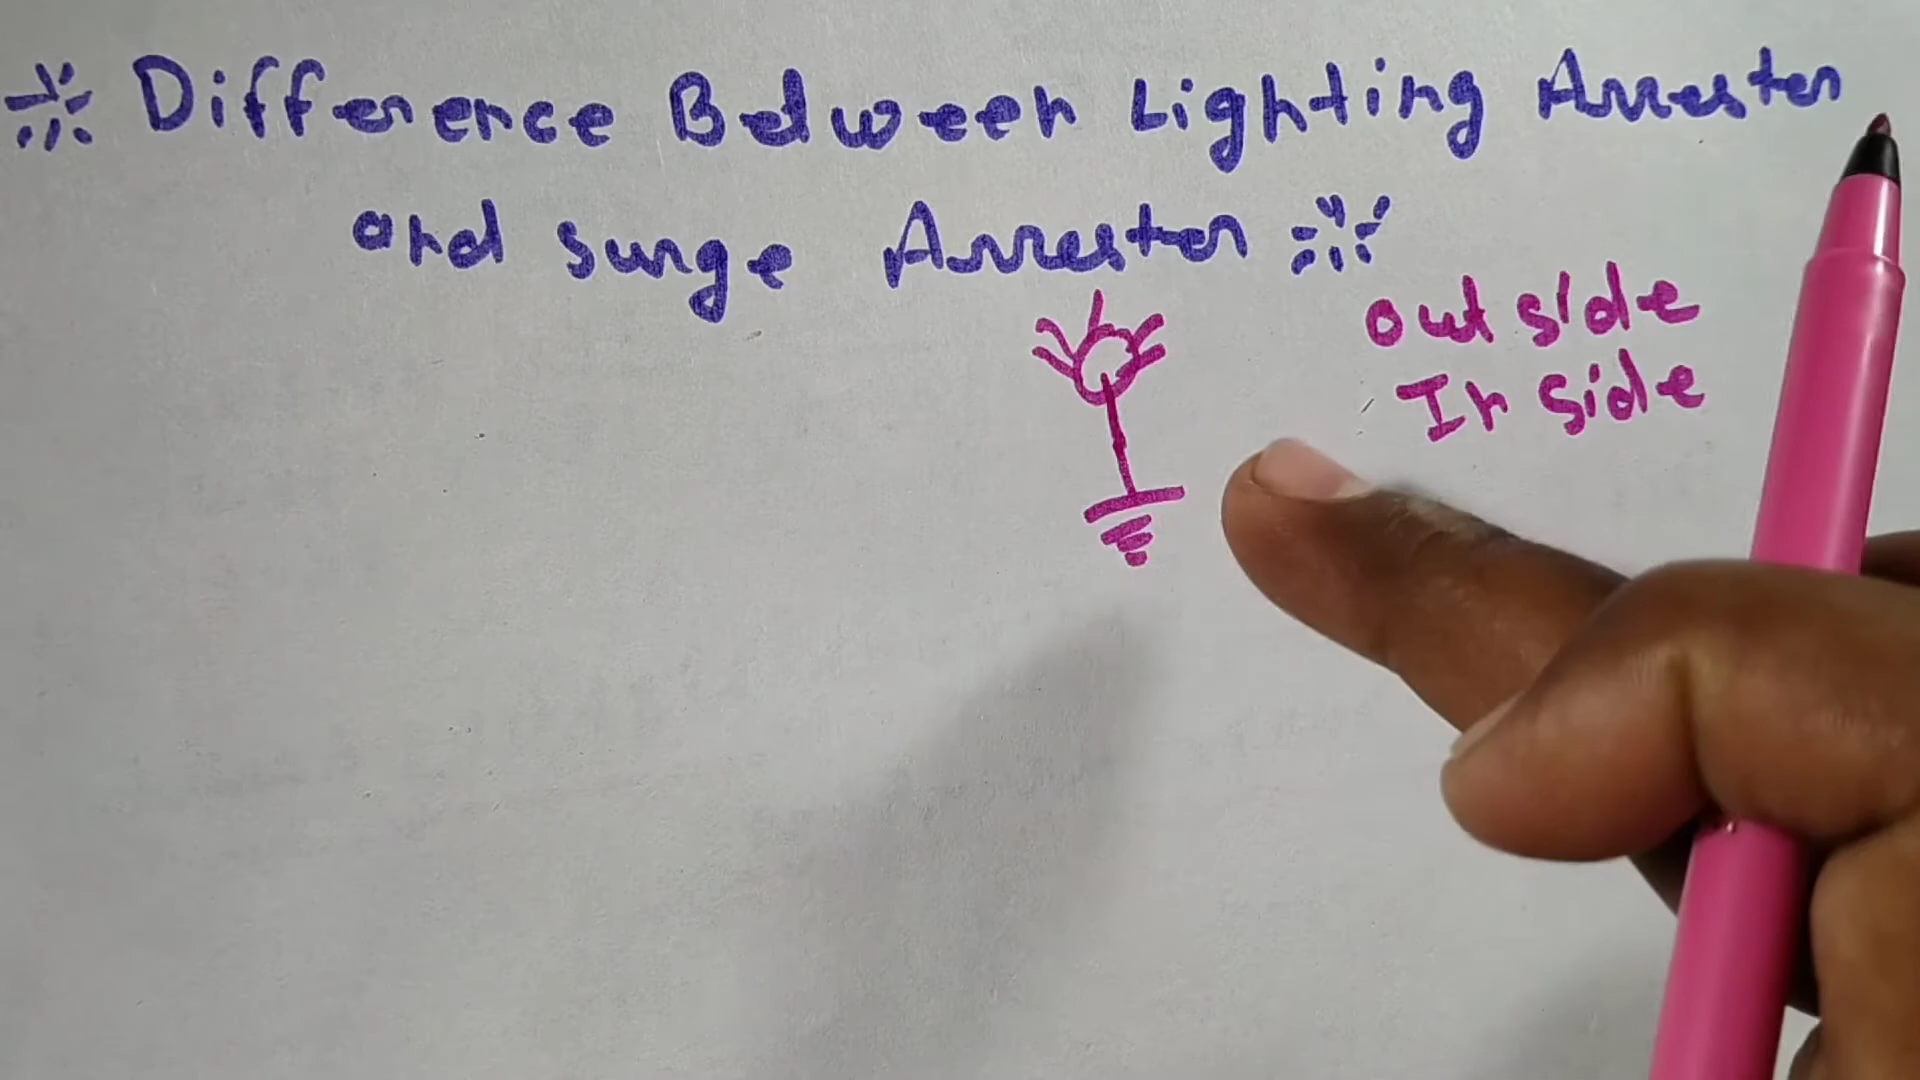 Difference Between Lighting Arrester
and surge Arrester
out side
In side